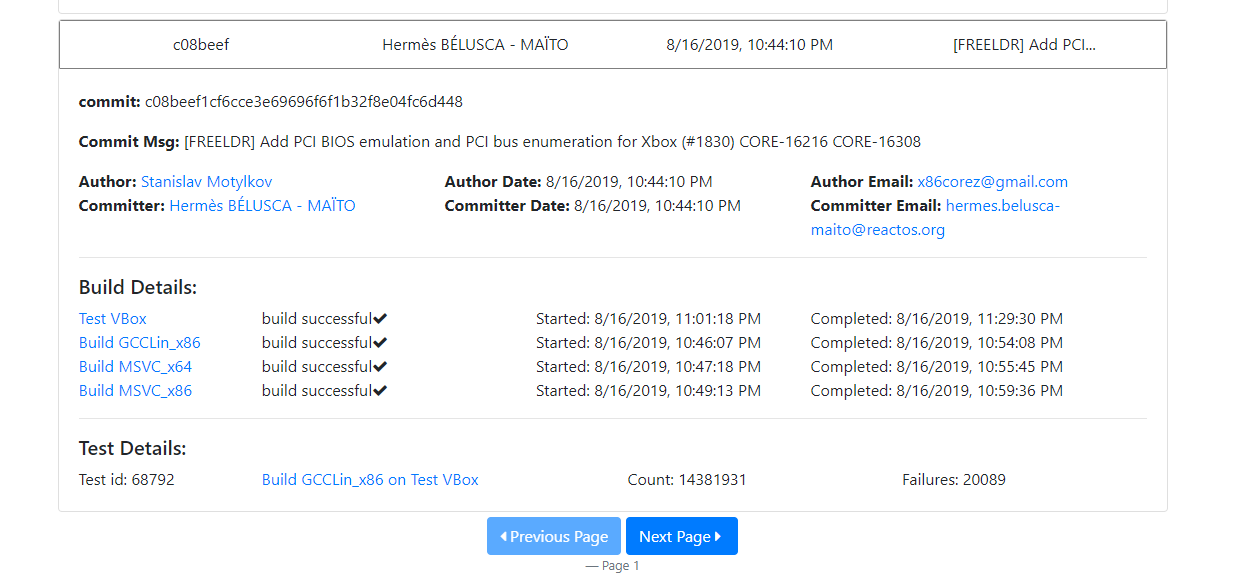 c08beef Hermès BÉLUSCA - MAÏTO 8/16/2019, 10:44:10 PM [FREELDR] Add PCI...
commit: c08beef1cf6cce3e69696f6f1b32f8e04fc6d448
Commit Msg: [FREELDR] Add PCI BIOS emulation and PCI bus enumeration for Xbox (#1830) CORE-16216 CORE-16308
Author: Stanislav Motylkov Author Date: 8/16/2019, 10:44:10 PM Author Email: x86corez@gmail.com
Committer: Hermès BÉLUSCA - MAÏTO Committer Date: 8/16/2019, 10:44:10 PM Committer Email: hermes.belusca-
maito@reactos.org
Build Details:
Test VBox build successful✔ Started: 8/16/2019, 11:01:18 PM Completed: 8/16/2019, 11:29:30 PM
Build GCCLin_x86 build successful✔ Started: 8/16/2019, 10:46:07 PM Completed: 8/16/2019, 10:54:08 PM
Build MSVC_x64 build successful✔ Started: 8/16/2019, 10:47:18 PM Completed: 8/16/2019, 10:55:45 PM
Build MSVC_x86 build successful✔ Started: 8/16/2019, 10:49:13 PM Completed: 8/16/2019, 10:59:36 PM
Test Details:
Test id: 68792 Build GCCLin_x86 on Test VBox Count: 14381931 Failures: 20089
Previous Page Next Page
— Page 1